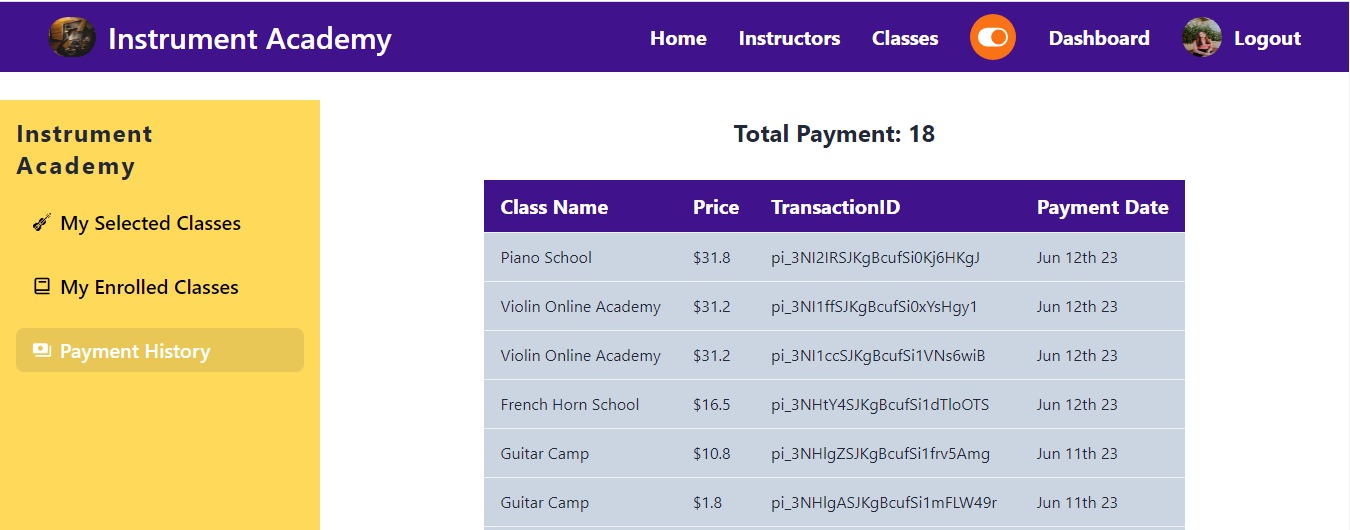 Instrument Academy
Home Instructors Classes Dashboard Logout
Instrument
Academy
My Selected Classes
My Enrolled Classes
Payment History
Total Payment: 18
Class Name Price TransactionID Payment Date
Piano School $31.8 pi_3NI2IRSJKgBcufSi0Kj6HKgJ Jun 12th 23
Violin Online Academy $31.2 pi_3NI1ffSJKgBcufSi0xYsHgy1 Jun 12th 23
Violin Online Academy $31.2 pi_3NI1ccSJKgBcufSi1VNs6wiB Jun 12th 23
French Horn School $16.5 pi_3NHtY4SJKgBcufSi1dTloOTS Jun 12th 23
Guitar Camp $10.8 pi_3NHlgZSJKgBcufSi1frv5Amg Jun 11th 23
Guitar Camp $1.8 pi_3NHlgASJKgBcufSi1mFLW49r Jun 11th 23